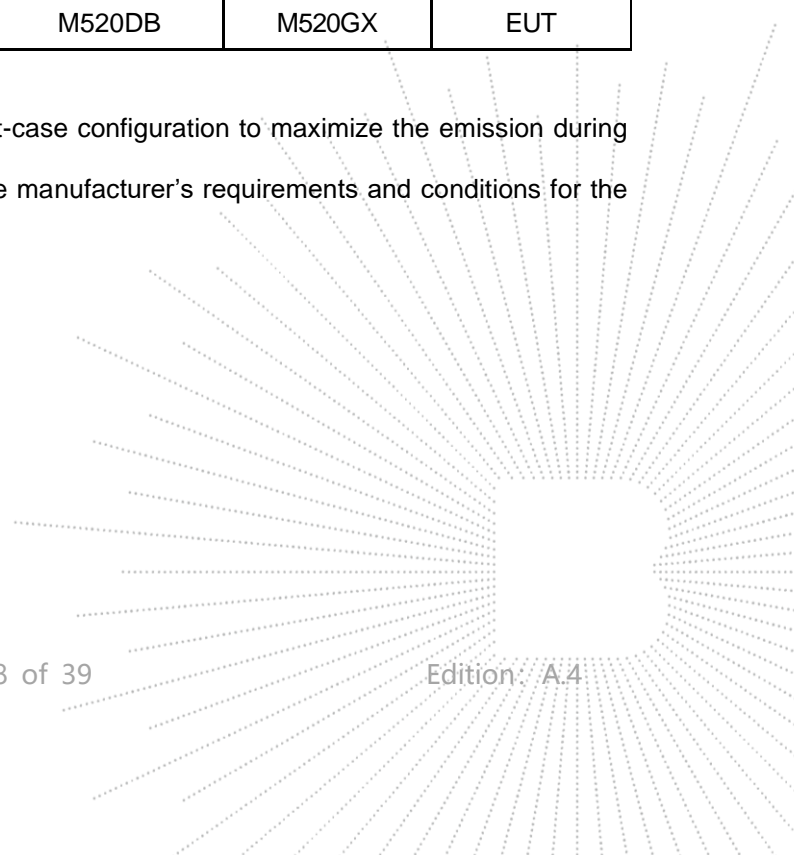 M520DB M520GX EUT
t-case configuration to maximize the emission during
e manufacturer's requirements and conditions for the
of 39 Edition: A.4